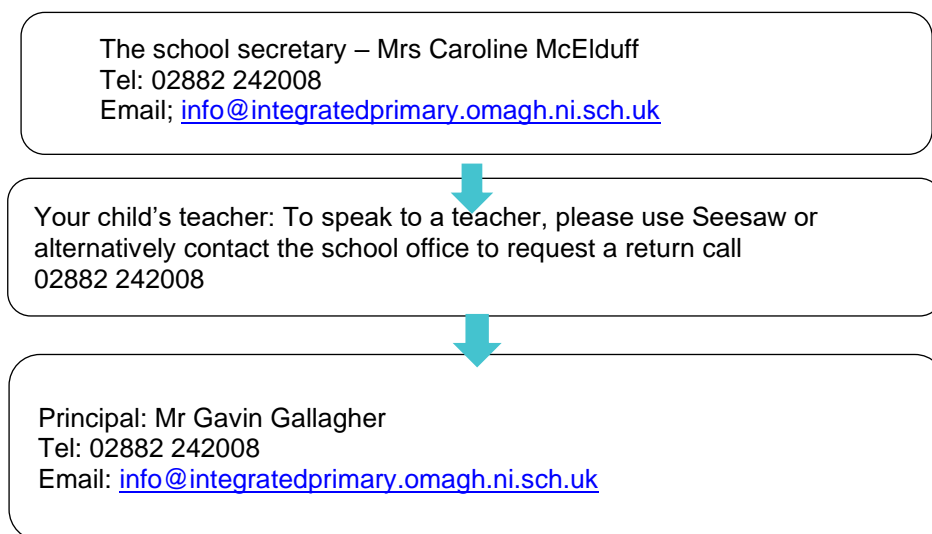 The school secretary – Mrs Caroline McElduff
Tel: 02882 242008
Email; info@integratedprimary.omagh.ni.sch.uk
Your child's teacher: To speak to a teacher, please use Seesaw or
alternatively contact the school office to request a return call
02882 242008
Principal: Mr Gavin Gallagher
Tel: 02882 242008
Email: info@integratedprimary.omagh.ni.sch.uk